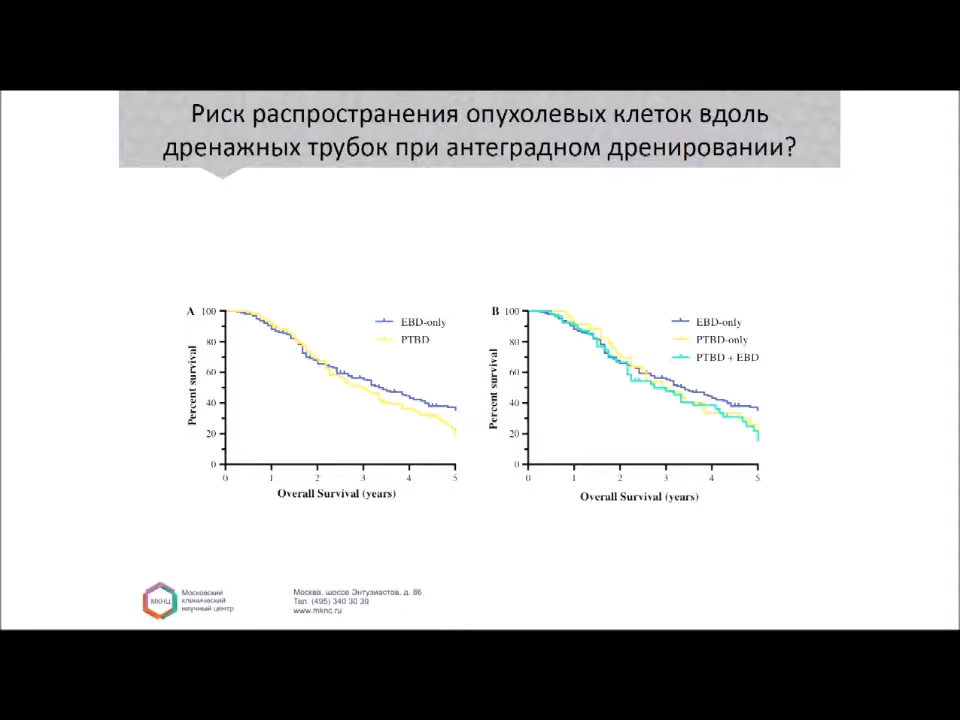 Риск распространения опухолевых клеток вдоль
дренажных трубок при антеградном дренировании?
A
100
80
60
40
20
0
Percent survival
EBD-only
PTBD
0 1 2 3 4 5
Overall Survival (years)
B
100
80
60
40
20
0
Percent survival
EBD-only
PTBD-only
PTBD + EBD
0 1 2 3 4 5
Overall Survival (years)
МКНЦ
Московский
клинический
научный центр
Москва, шоссе Энтузиастов, д. 86
Тел. (495) 340 30 39
www.mknc.ru